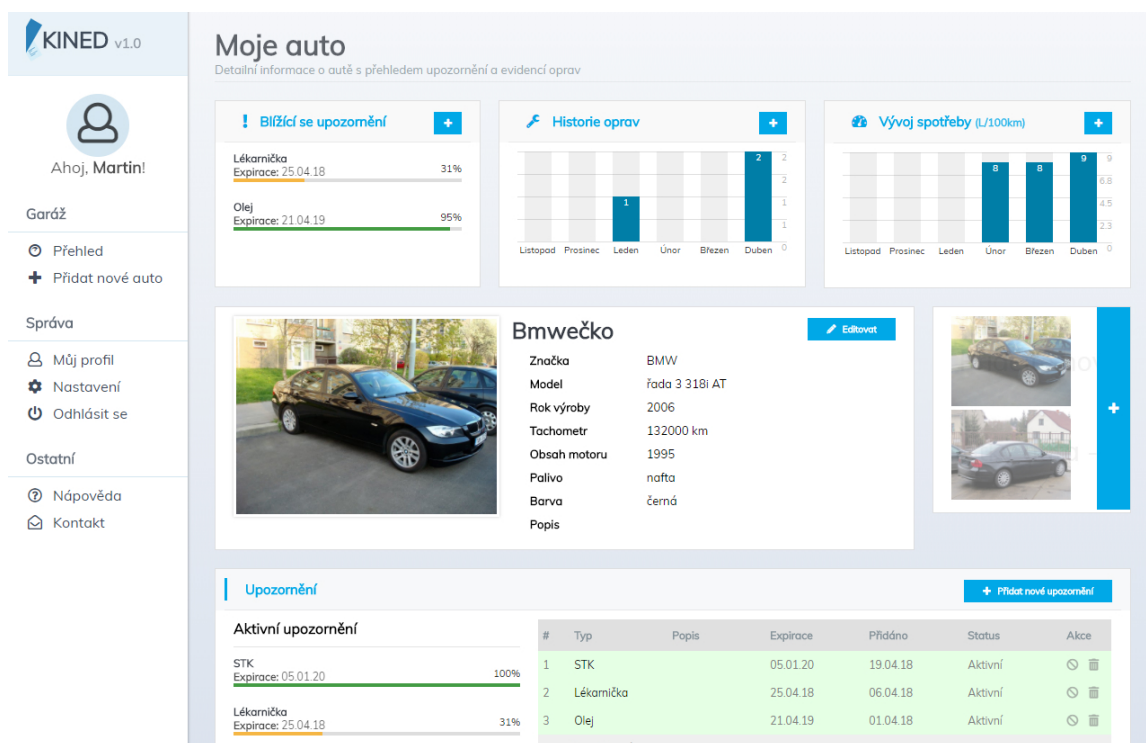 KINED v1.0
Ahoj, Martin!
Garáž
Přehled
Přidat nové auto
Správa
Můj profil
Nastavení
Odhlásit se
Ostatní
Nápověda
Kontakt
Moje auto
Detailní informace o autě s přehledem upozornění a evidencí oprav
Blížící se upozornění
Lékarnička
Expirace: 25.04.18 31%
Olej
Expirace: 21.04.19 95%
Historie oprav
2 2
2
1 1
1
0
Listopad Prosinec Leden Únor Březen Duben
Vývoj spotřeby (L/100km)
8 8 9 9
6.8
4.5
2.3
0
Listopad Prosinec Leden Únor Březen Duben
Bmwečko
Editovat
Značka BMW
Model řada 3 318i AT
Rok výroby 2006
Tachometr 132000 km
Obsah motoru 1995
Palivo nafta
Barva černá
Popis
Upozornění
Přidat nové upozornění
Aktivní upozornění
STK
Expirace: 05.01.20 100%
Lékarnička
Expirace: 25.04.18 31%
# Typ Popis Expirace Přidáno Status Akce
1 STK 05.01.20 19.04.18 Aktivní
2 Lékarnička 25.04.18 06.04.18 Aktivní
3 Olej 21.04.19 01.04.18 Aktivní